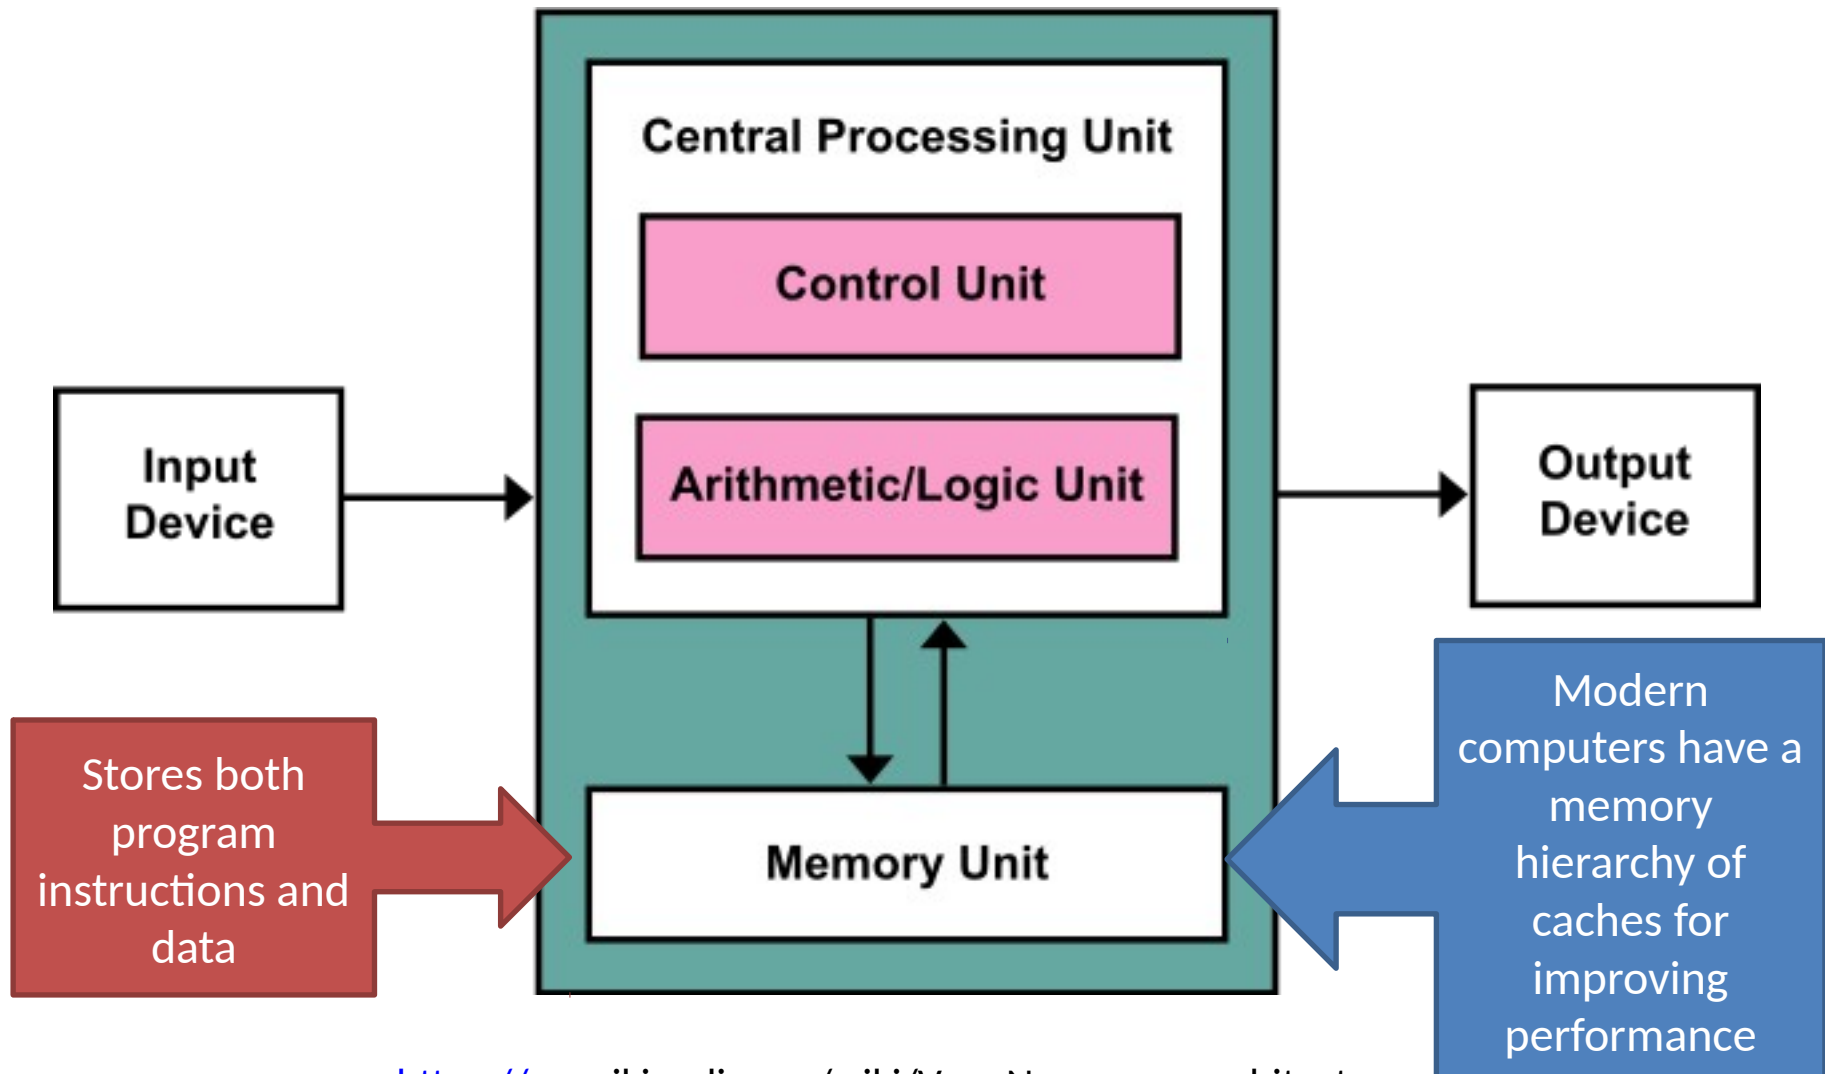 Central Processing Unit
Control Unit
Arithmetic/Logic Unit
Input
Device
Output
Device
Memory Unit
Stores both
program
instructions and
data
Modern
computers have a
memory
hierarchy of
caches for
improving
performance